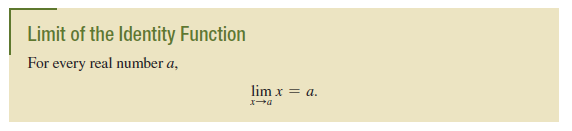 Limit of the Identity Function
For every real number a,
lim x = a.
x→a